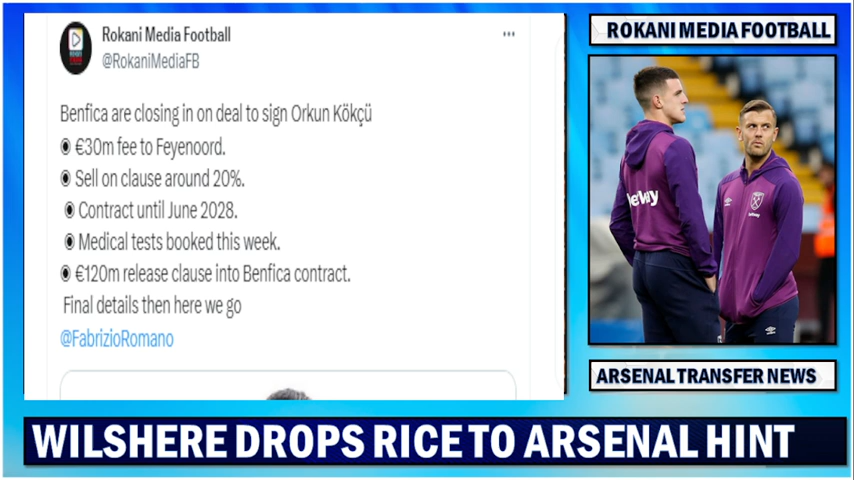 Rokani Media Football
@RokaniMediaFB
Benfica are closing in on deal to sign Orkun Kökçü
€30m fee to Feyenoord.
Sell on clause around 20%.
Contract until June 2028.
Medical tests booked this week.
€120m release clause into Benfica contract.
Final details then here we go
@FabrizioRomano
ROKANI MEDIA FOOTBALL
betway
betway
ARSENAL TRANSFER NEWS
WILSHERE DROPS RICE TO ARSENAL HINT